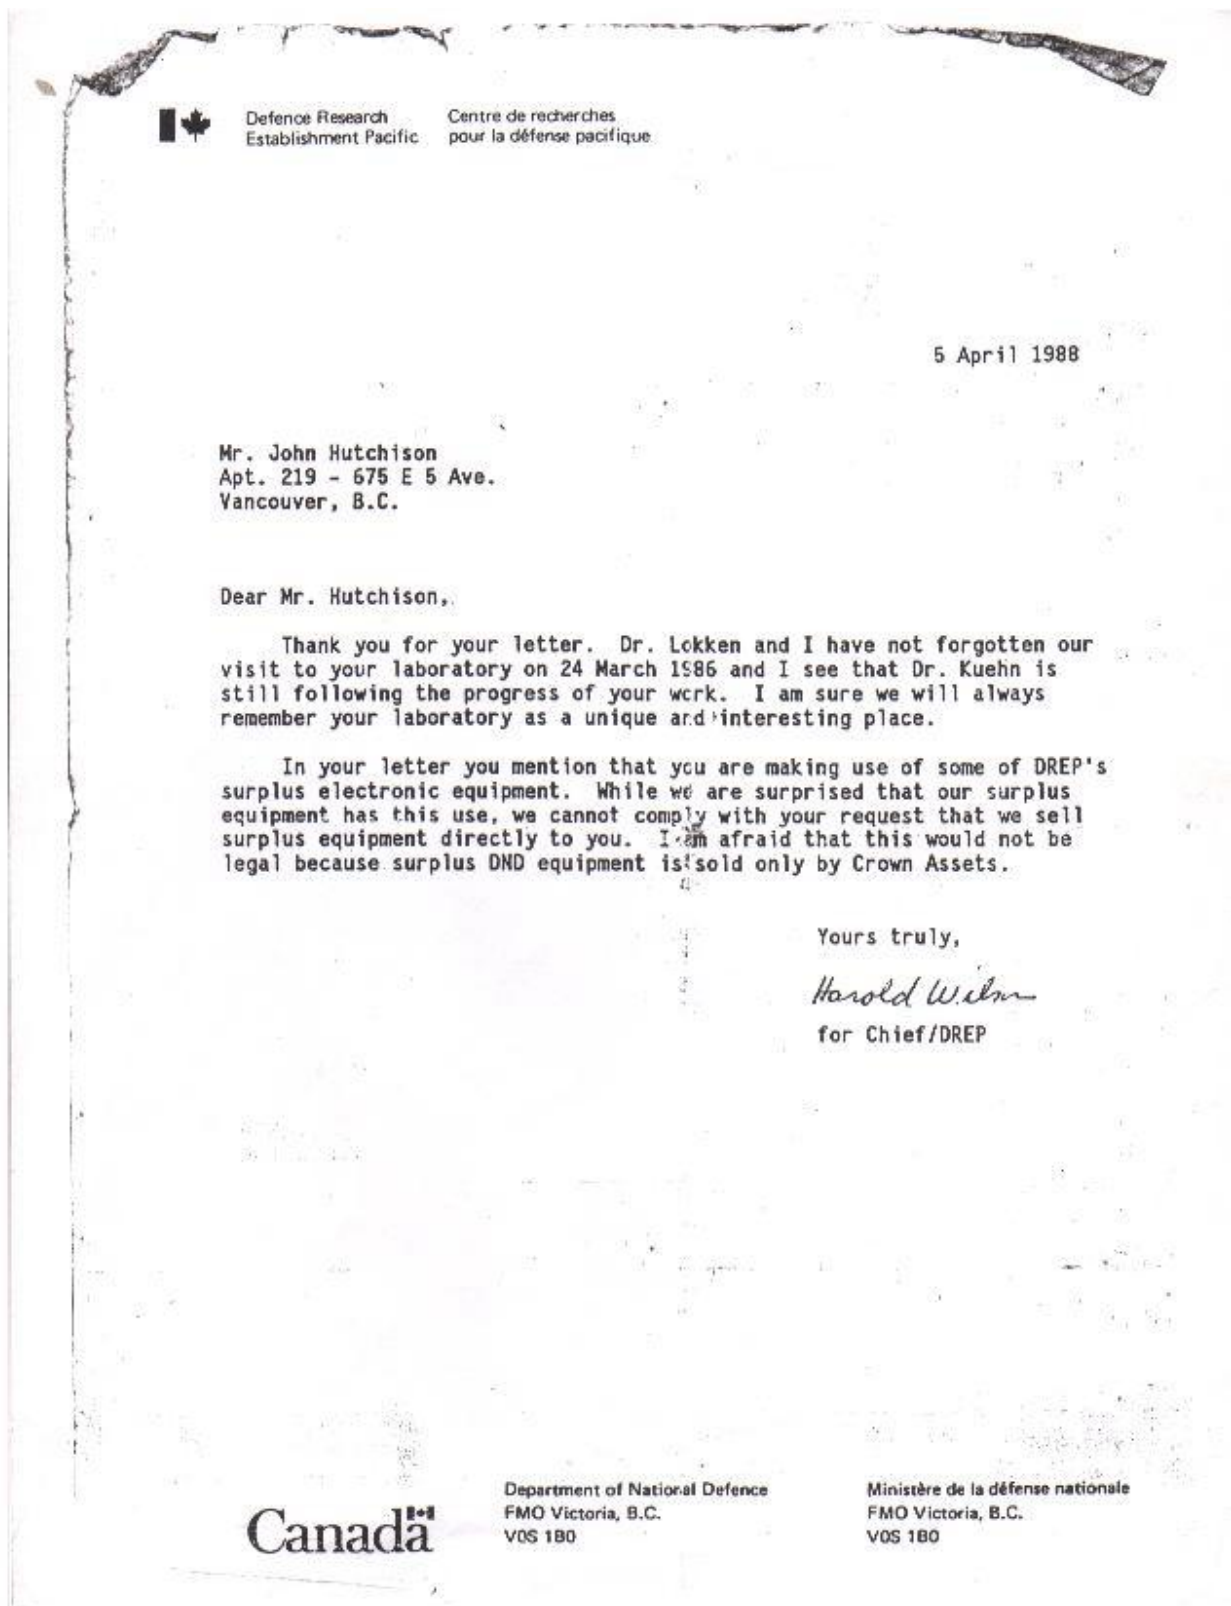 Defence Research
Establishment Pacific
Centre de recherches
pour la défense pacifique
5 April 1988
Mr. John Hutchison
Apt. 219 - 675 E 5 Ave.
Vancouver, B.C.
Dear Mr. Hutchison,
Thank you for your letter. Dr. Lokken and I have not forgotten our
visit to your laboratory on 24 March 1986 and I see that Dr. Kuehn is
still following the progress of your work. I am sure we will always
remember your laboratory as a unique and interesting place.
In your letter you mention that you are making use of some of DREP's
surplus electronic equipment. While we are surprised that our surplus
equipment has this use, we cannot comply with your request that we sell
surplus equipment directly to you. I am afraid that this would not be
legal because surplus DND equipment is sold only by Crown Assets.
Yours truly,
Harold Wilson
for Chief/DREP
Canada
Department of National Defence
FMO Victoria, B.C.
V0S 1B0
Ministère de la défense nationale
FMO Victoria, B.C.
V0S 1B0